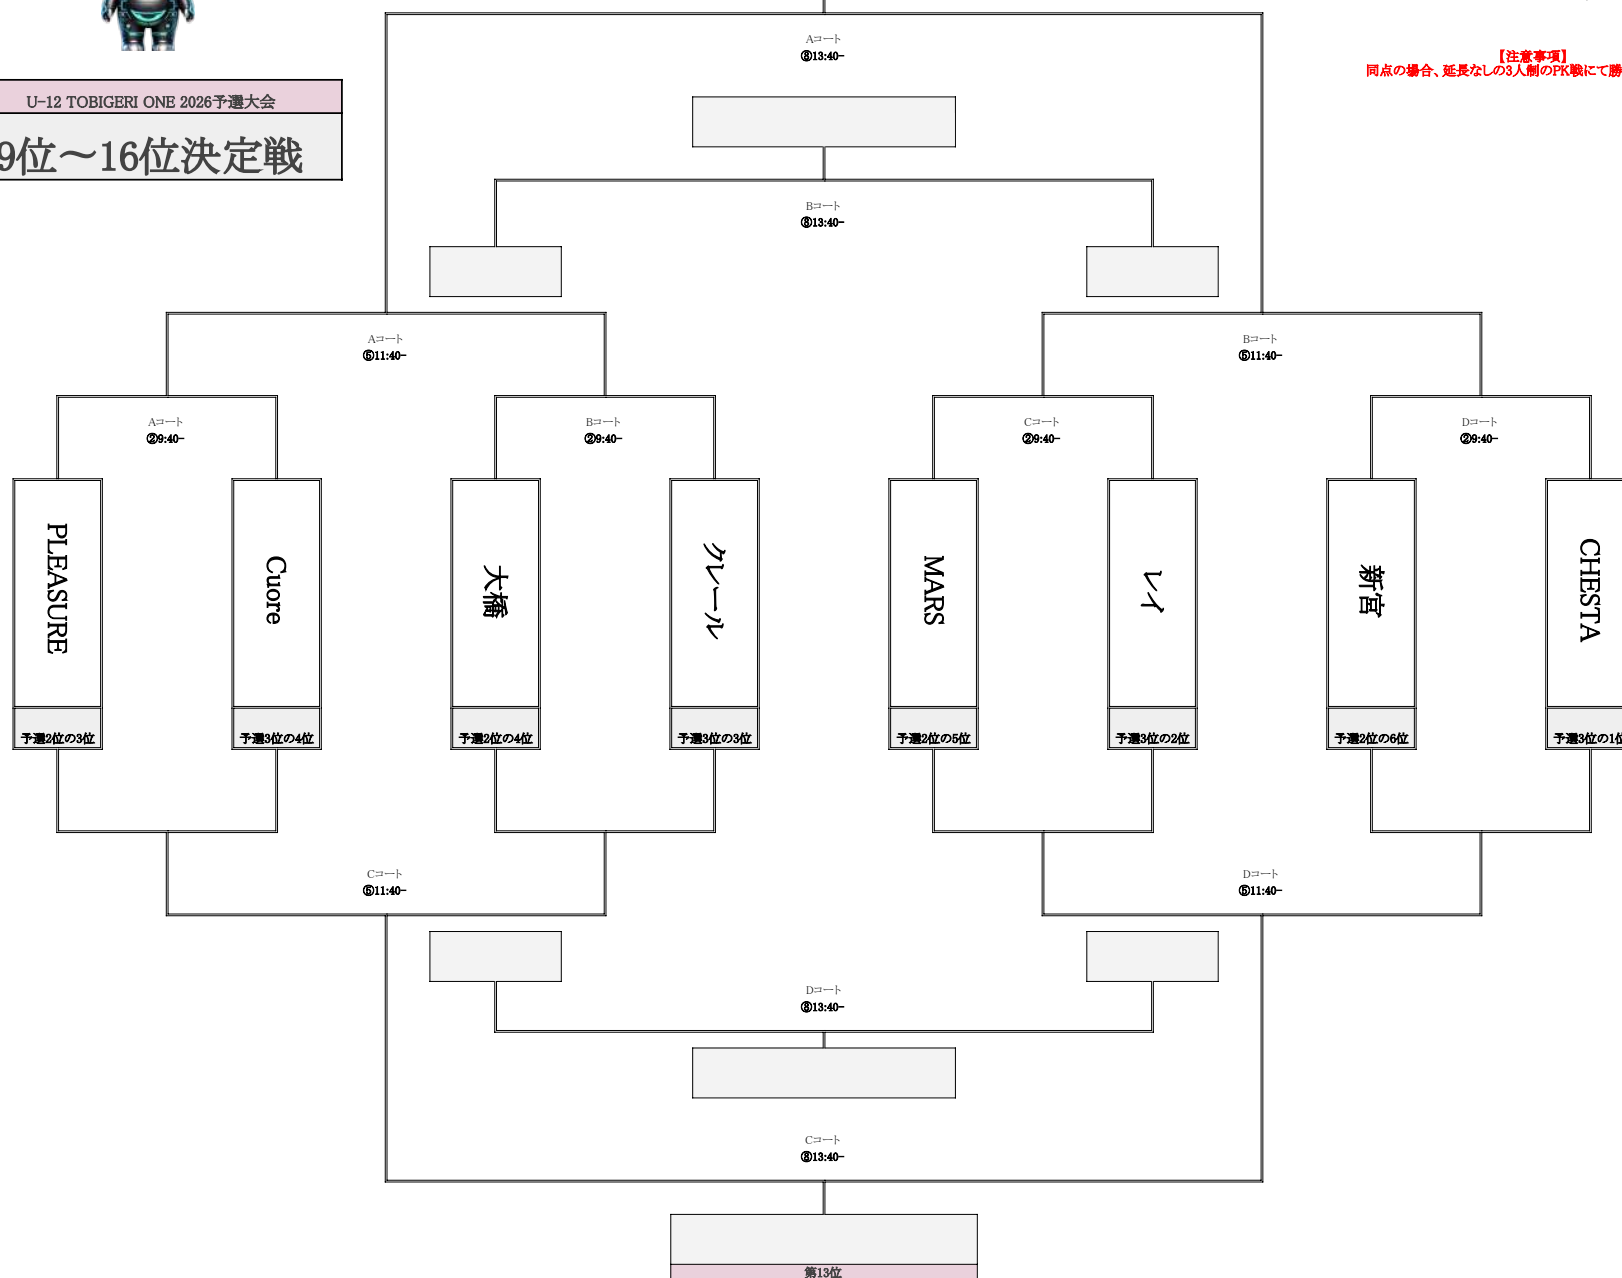 Aコート
⑧13:40-
【注意事項】
同点の場合、延長なしの3人制のPK戦にて勝
U-12 TOBIGERI ONE 2026予選大会
9位～16位決定戦
Bコート
⑧13:40-
Aコート
⑤11:40-
Bコート
⑤11:40-
Aコート
②9:40-
Bコート
②9:40-
Cコート
②9:40-
Dコート
②9:40-
PLEASURE
Cuore
大橋
クレール
MARS
レイ
新宮
CHESTA
予選2位の3位
予選3位の4位
予選2位の4位
予選3位の3位
予選2位の5位
予選3位の2位
予選2位の6位
予選3位の1位
Cコート
⑤11:40-
Dコート
⑤11:40-
Dコート
⑧13:40-
Cコート
⑧13:40-
第13位